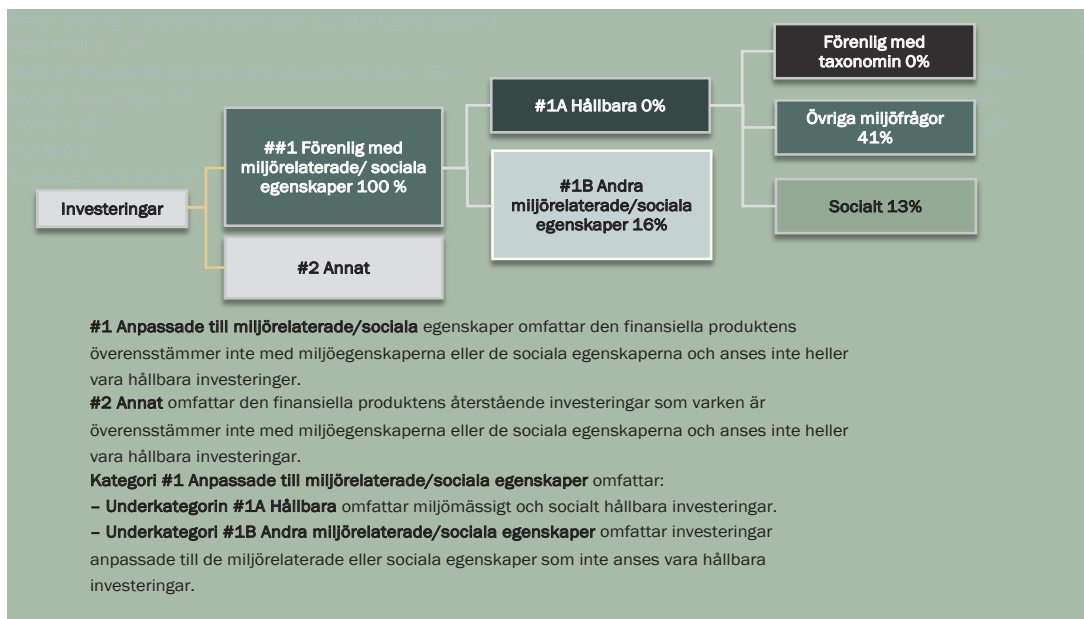 Förenlig med
taxonomin 0%
#1A Hållbara 0%
Övriga miljöfrågor
41%
##1 Förenlig med
miljörelaterade/ sociala
egenskaper 100 %
#1B Andra
miljörelaterade/sociala
egenskaper 16%
Socialt 13%
Investeringar
#2 Annat
#1 Anpassade till miljörelaterade/sociala egenskaper omfattar den finansiella produktens
överensstämmer inte med miljöegenskaperna eller de sociala egenskaperna och anses inte heller
vara hållbara investeringer.
#2 Annat omfattar den finansiella produktens återstående investeringar som varken är
överensstämmer inte med miljöegenskaperna eller de sociala egenskaperna och anses inte heller
vara hållbara investeringar.
Kategori #1 Anpassade till miljörelaterade/sociala egenskaper omfattar:
– Underkategorin #1A Hållbara omfattar miljömässigt och socialt hållbara investeringar.
– Underkategori #1B Andra miljörelaterade/sociala egenskaper omfattar investeringar
anpassade till de miljörelaterade eller sociala egenskaper som inte anses vara hållbara
investeringar.